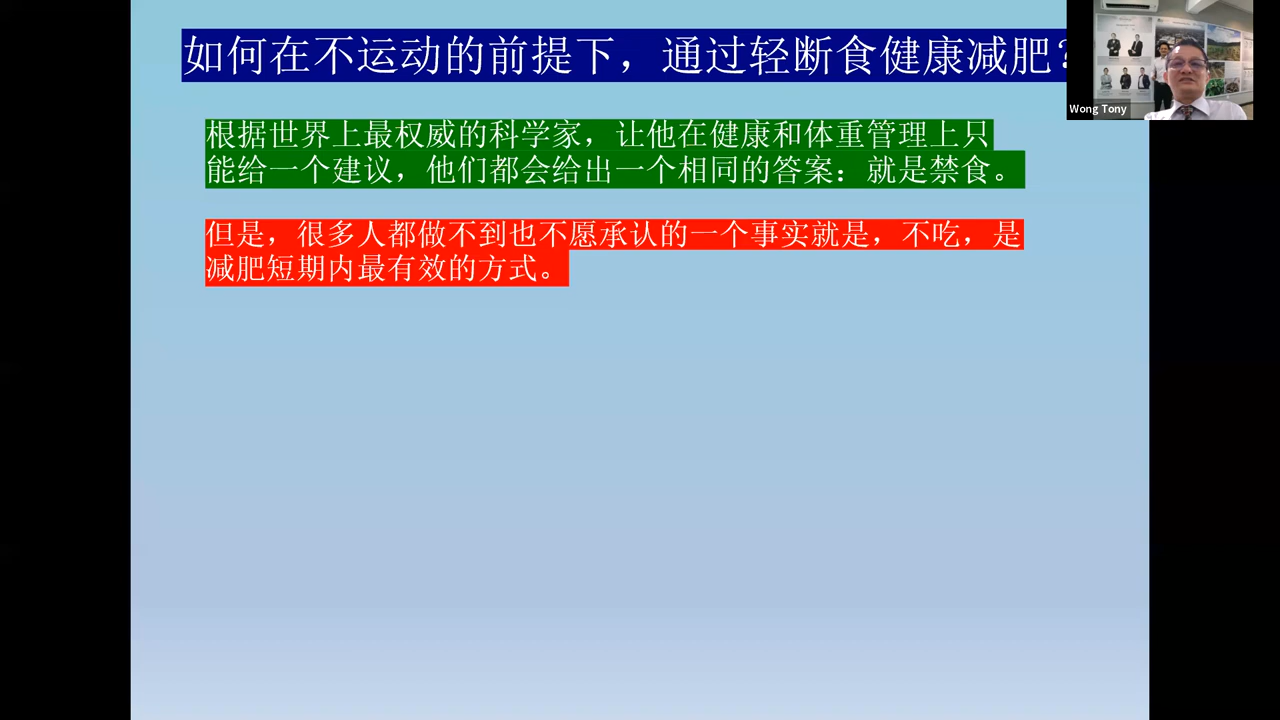 如何在不运动的前提下，通过轻断食健康减肥？
Wong Tony
根据世界上最权威的科学家，让他在健康和体重管理上只
能给一个建议，他们都会给出一个相同的答案：就是禁食。
但是，很多人都做不到也不愿承认的一个事实就是，不吃，是
减肥短期内最有效的方式。